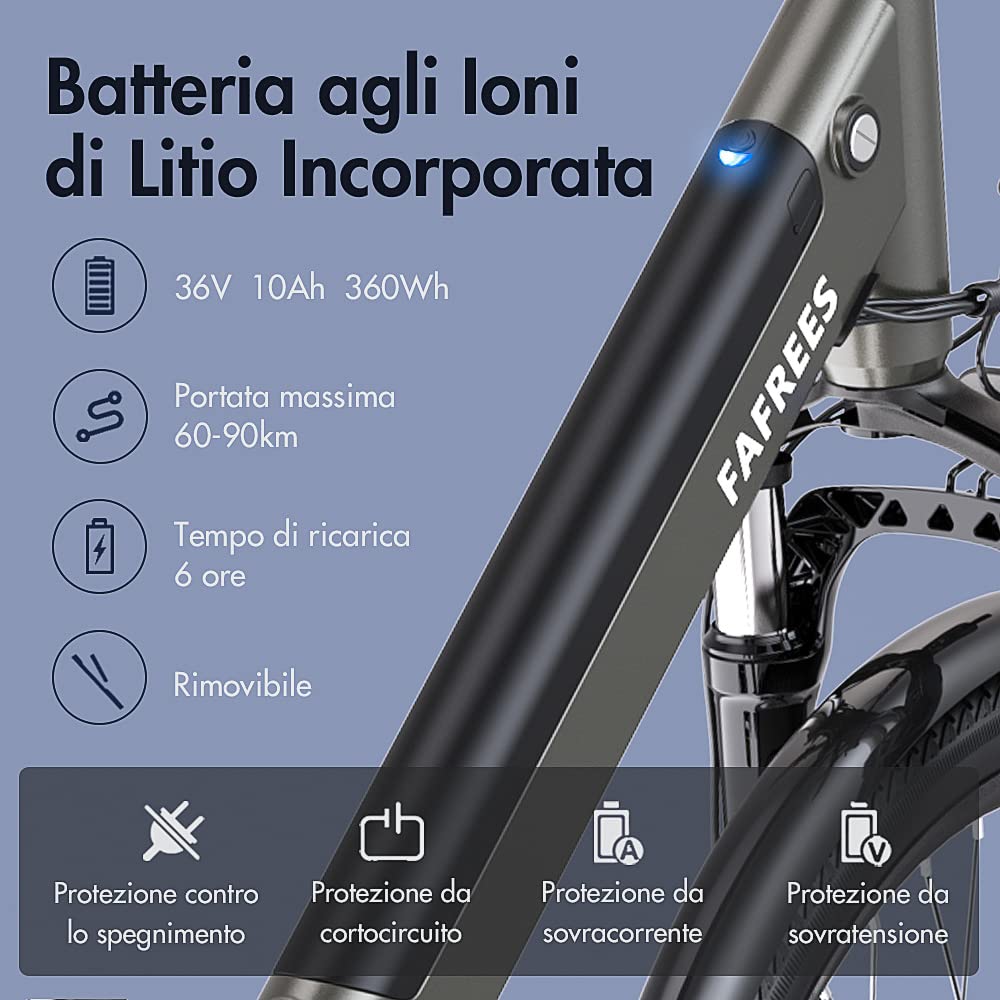 Batteria agli Ioni
di Litio Incorporata
36V 10Ah 360Wh
Portata massima
60-90km
Tempo di ricarica
6 ore
Rimovibile
FAFREES
Protezione contro
lo spegnimento
Protezione da
cortocircuito
A
Protezione da
sovracorrente
V
Protezione da
sovratensione